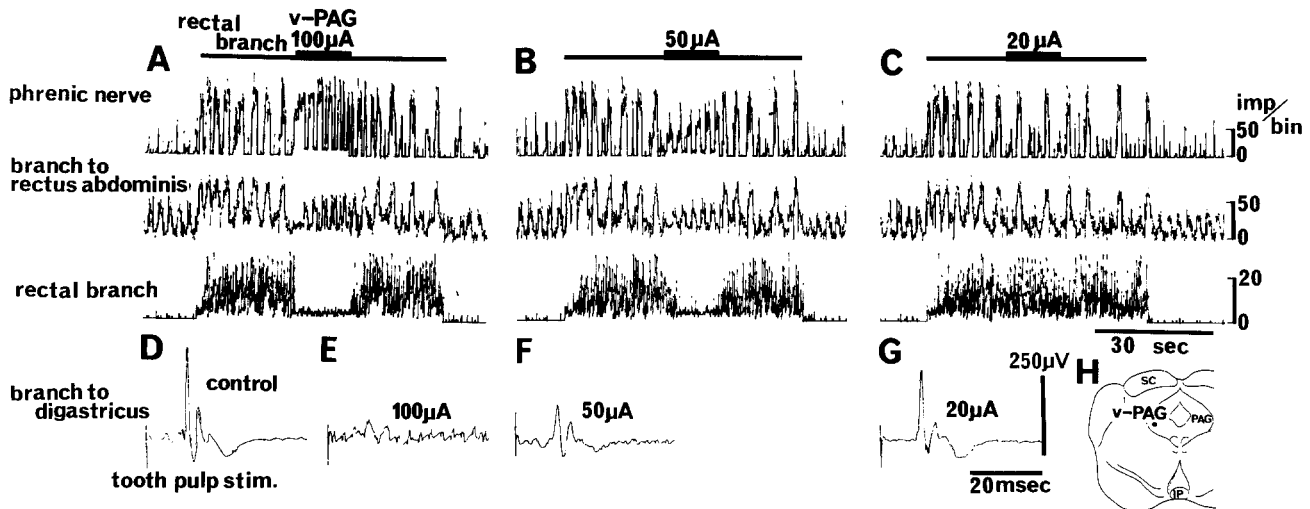 rectal branch
v-PAG
100µA
50µA
20 µA
A
B
C
phrenic nerve
imp/bin
50
0
branch to
rectus abdominis
50
0
rectal branch
20
0
30 sec
D
E
F
G
H
control
250µV
branch to
digastricus
100µA
50µA
20µA
SC
v-PAG
PAG
IP
tooth pulp stim.
20msec